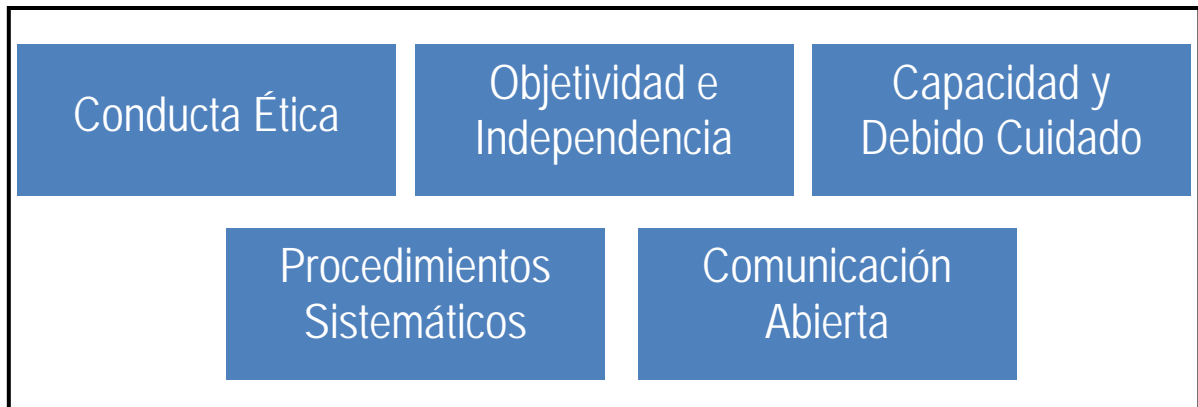 Conducta Ética
Objetividad e
Independencia
Capacidad y
Debido Cuidado
Procedimientos
Sistemáticos
Comunicación
Abierta